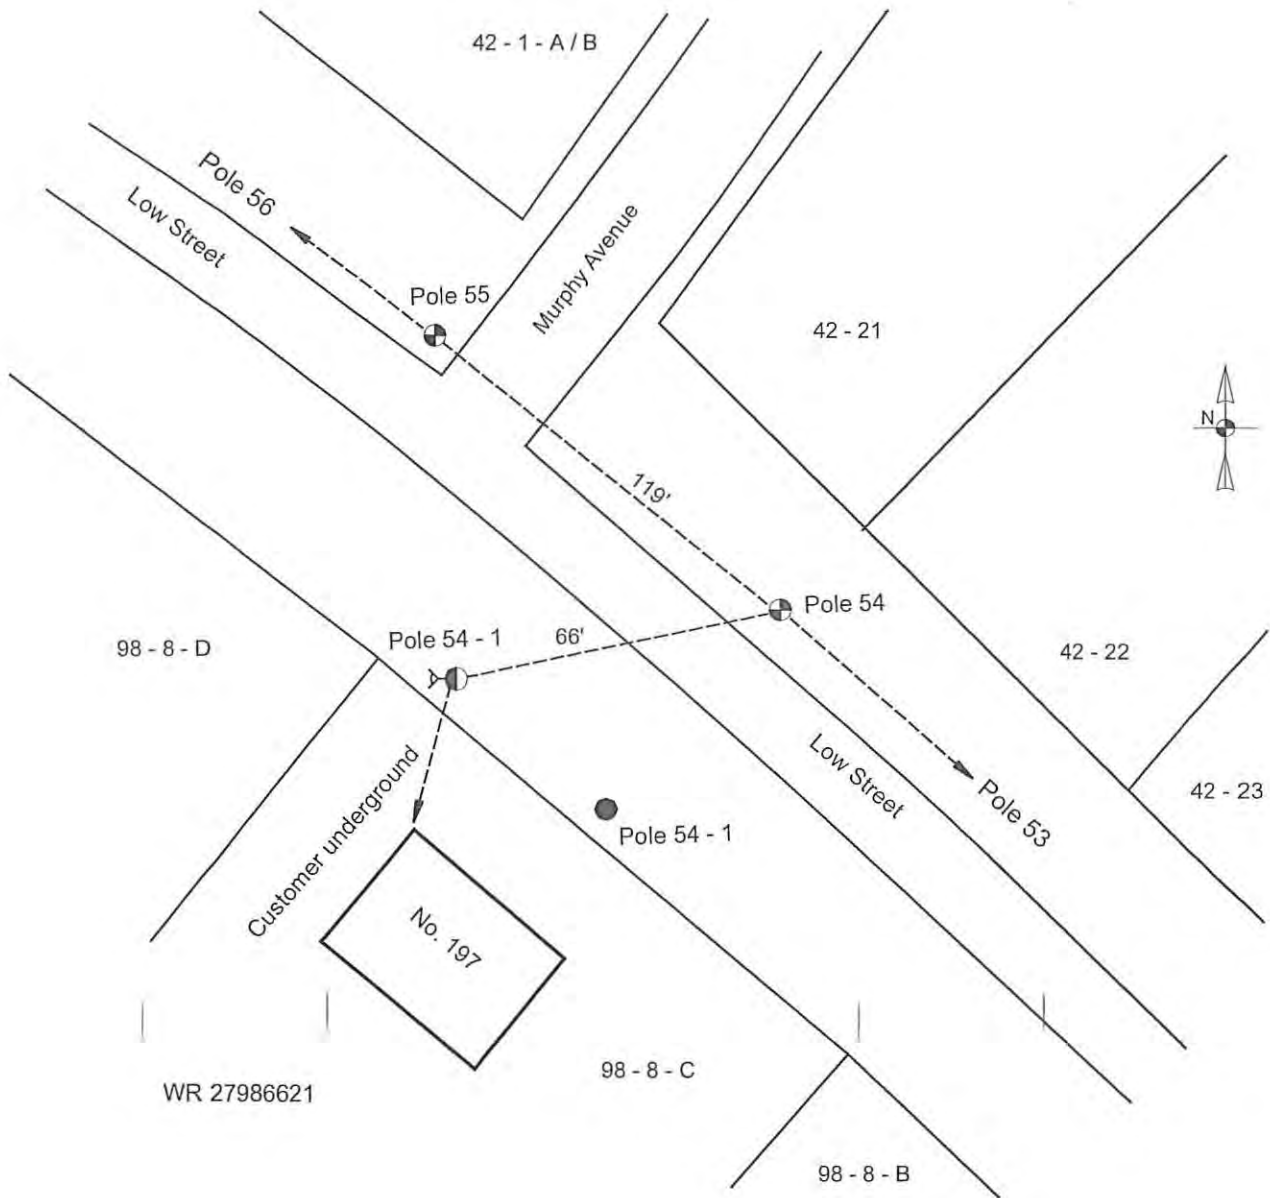 42 - 1 - A / B
Pole 56
Low Street
Pole 55
Murphy Avenue
42 - 21
N
119'
Pole 54
66'
Pole 54 - 1
98 - 8 - D
42 - 22
Low Street
42 - 23
Pole 53
Pole 54 - 1
Customer underground
No. 197
98 - 8 - C
WR 27986621
98 - 8 - B